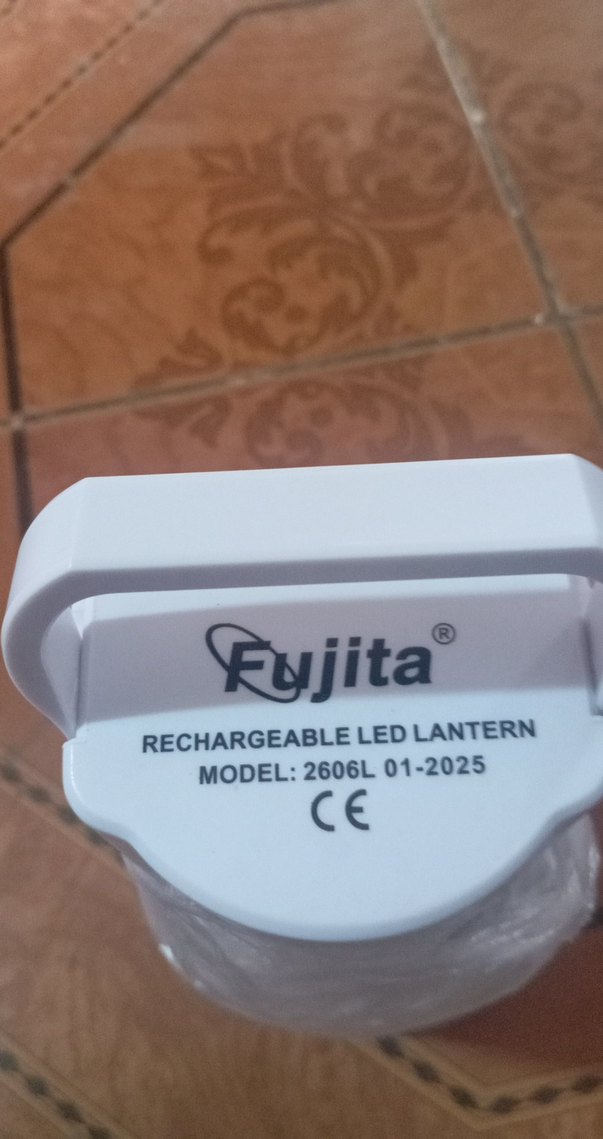 Fujita®
RECHARGEABLE LED LANTERN
MODEL: 2606L 01-2025
CE